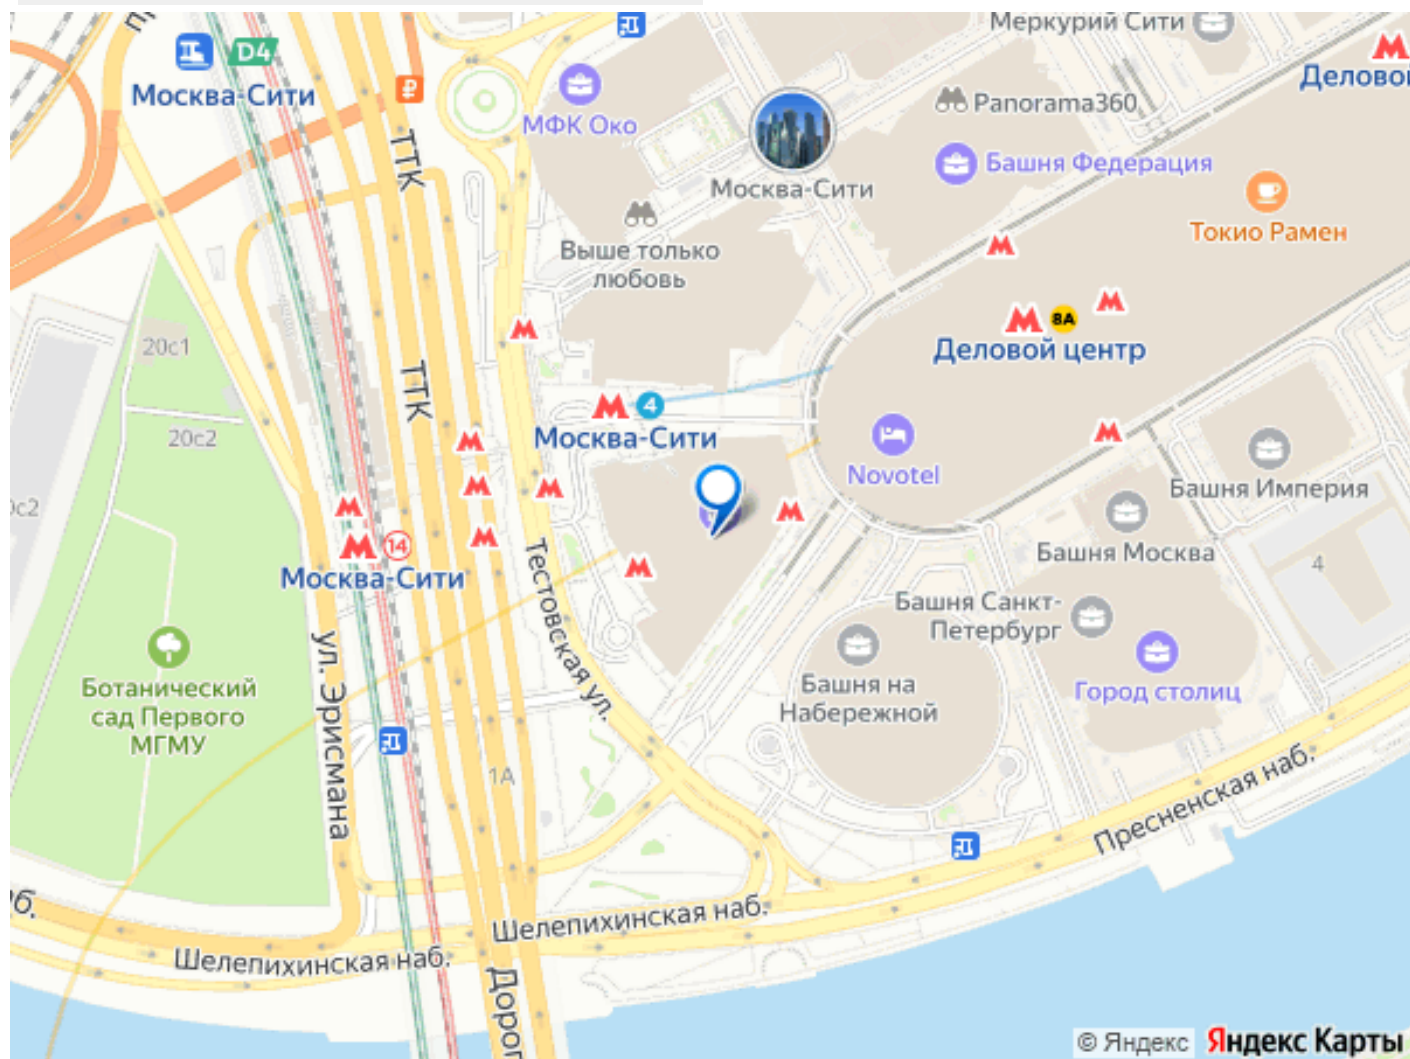 Меркурий Сити
D4
Москва-Сити
₽
Деловой
МФК Око
Panorama360
ТТК
Башня Федерация
Москва-Сити
Токио Рамен
Выше только
любовь
20с1
8А
Деловой центр
ТТК
4
Москва-Сити
20с2
Novotel
Башня Империя
с2
Башня Москва
14
Москва-Сити
4
Тестовская ул.
Башня Санкт-
Петербург
ул. Эрисмана
Ботанический
сад Первого
МГМУ
Башня на
Набережной
Город столиц
1А
Пресненская наб.
наб.
Шелепихинская наб.
Шелепихинская наб.
Дорог
© Яндекс Яндекс Карты